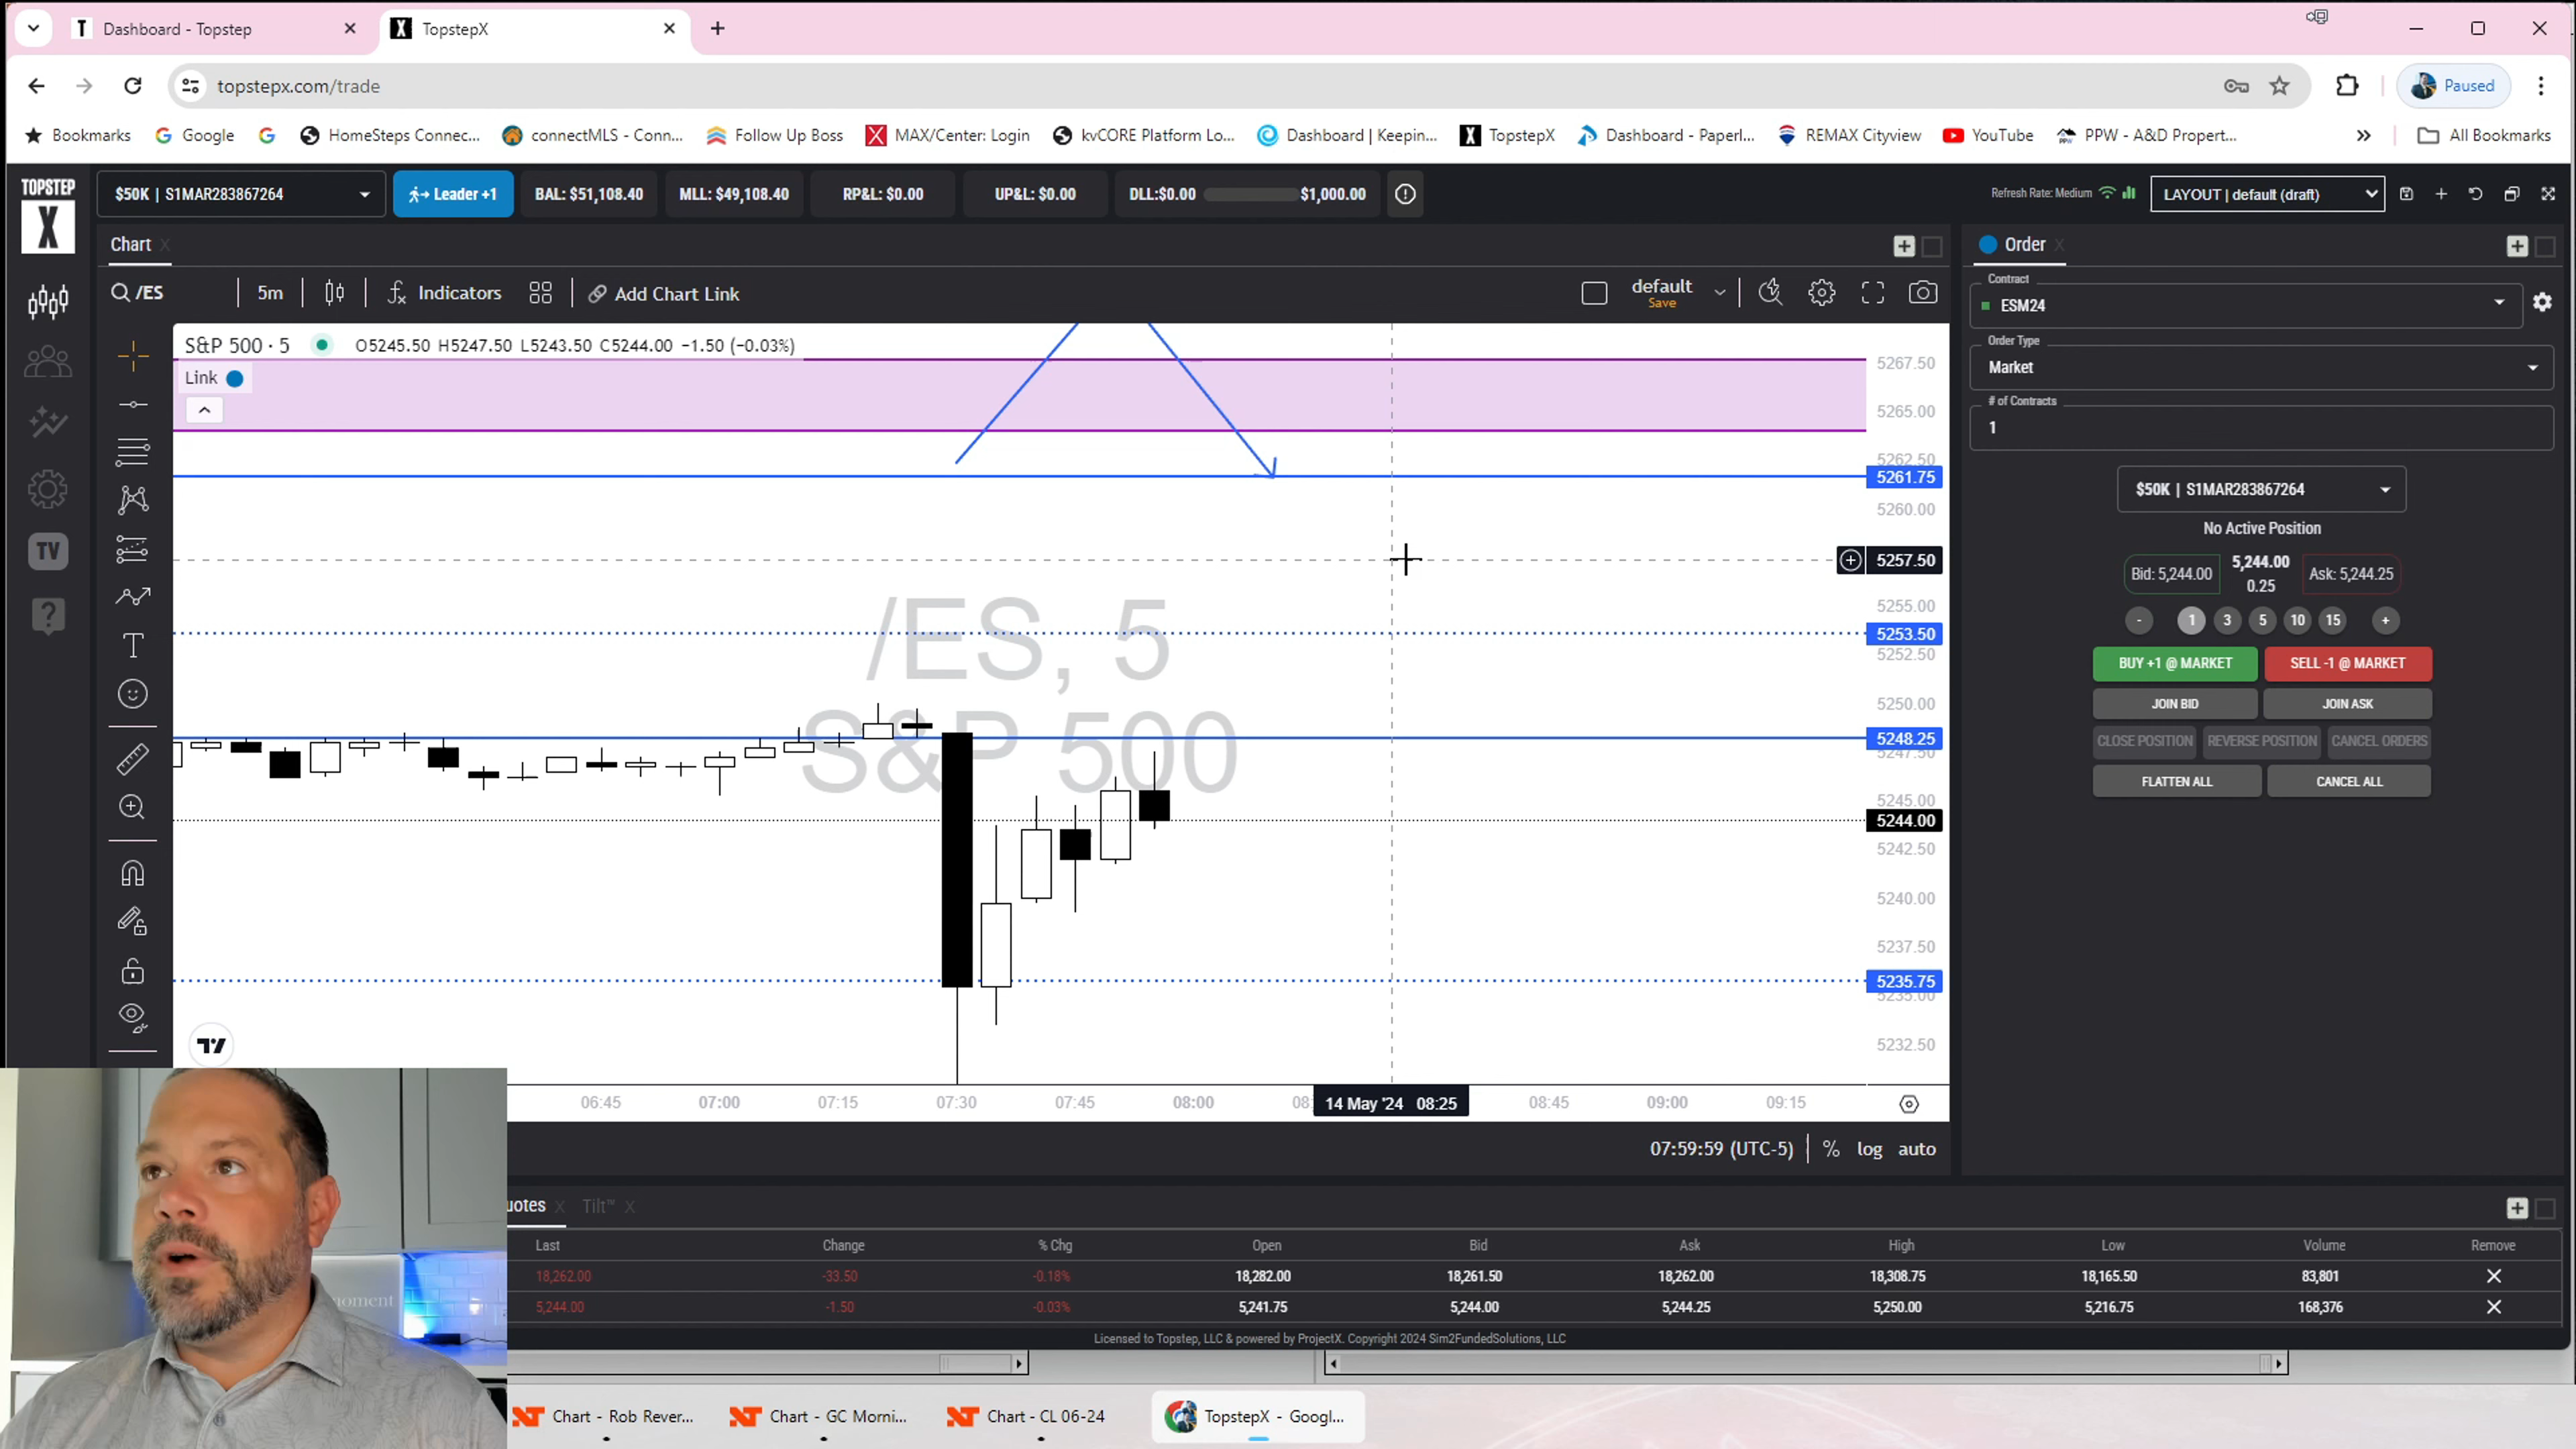 T Dashboard - Topstep
X TopstepX
topstepx.com/trade
Paused
Bookmarks Google HomeSteps Connec... connectMLS - Conn... Follow Up Boss MAX/Center: Login kvCORE Platform Lo... Dashboard | Keepin... TopstepX Dashboard - Paperl... REMAX Cityview YouTube PPW - A&D Propert... All Bookmarks
TOPSTEP X
$50K | S1MAR283867264
Leader +1
BAL: $51,108.40
MLL: $49,108.40
RP&L: $0.00
UP&L: $0.00
DLL:$0.00 $1,000.00
Refresh Rate: Medium
LAYOUT | default (draft)
Chart X
/ES 5m Indicators Add Chart Link
default
Save
S&P 500 · 5 O5245.50 H5247.50 L5243.50 C5244.00 −1.50 (−0.03%)
Link
TV
/ES, 5
S&P 500
5267.50
5265.00
5262.50
5261.75
5260.00
5257.50
5255.00
5253.50
5252.50
5250.00
5248.25
5247.50
5245.00
5244.00
5242.50
5240.00
5237.50
5235.75
5235.00
5232.50
06:45 07:00 07:15 07:30 07:45 08:00 14 May '24 08:25 08:45 09:00 09:15
07:59:59 (UTC-5) % log auto
Order X
Contract
ESM24
Order Type
Market
# of Contracts
1
$50K | S1MAR283867264
No Active Position
Bid: 5,244.00
5,244.00
0.25
Ask: 5,244.25
- 1 3 5 10 15 +
BUY +1 @ MARKET SELL -1 @ MARKET
JOIN BID JOIN ASK
CLOSE POSITION REVERSE POSITION CANCEL ORDERS
FLATTEN ALL CANCEL ALL
uotes X Tilt™ X
Last Change % Chg Open Bid Ask High Low Volume Remove
18,262.00 -33.50 -0.18% 18,282.00 18,261.50 18,262.00 18,308.75 18,165.50 83,801
5,244.00 -1.50 -0.03% 5,241.75 5,244.00 5,244.25 5,250.00 5,216.75 168,376
Licensed to Topstep, LLC & powered by ProjectX. Copyright 2024 Sim2FundedSolutions, LLC
moment
Chart - Rob Rever... Chart - GC Morni... Chart - CL 06-24 TopstepX - Googl...